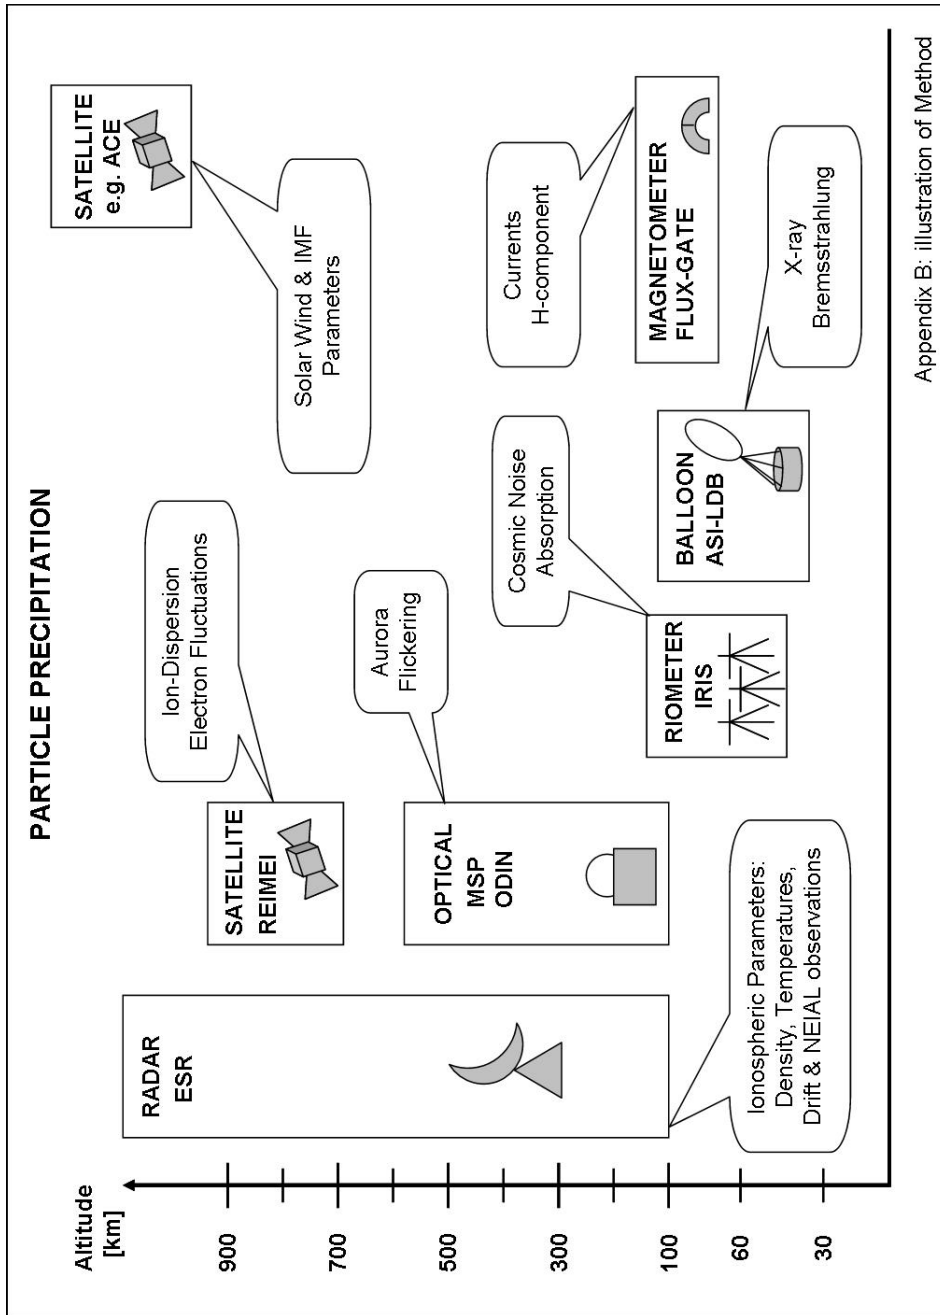 PARTICLE PRECIPITATION
Altitude
[km]
900
700
500
300
100
60
30
RADAR
ESR
Ionospheric Parameters:
Density, Temperatures,
Drift & NEIAL observations
SATELLITE
REIMEI
Ion-Dispersion
Electron Fluctuations
OPTICAL
MSP
ODIN
Aurora
Flickering
RIOMETER
IRIS
Cosmic Noise
Absorption
BALLOON
ASI-LDB
X-ray
Bremsstrahlung
MAGNETOMETER
FLUX-GATE
Currents
H-component
SATELLITE
e.g. ACE
Solar Wind & IMF
Parameters
Appendix B: illustration of Method